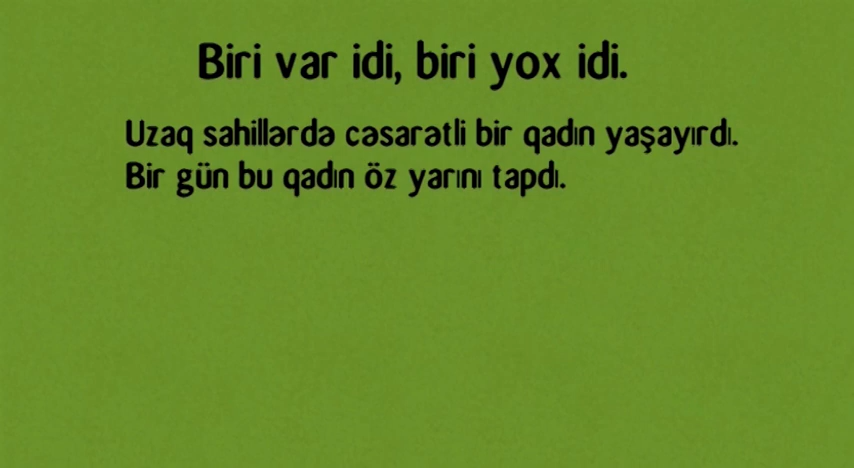 Biri var idi, biri yox idi.
Uzaq sahillərdə cəsarətli bir qadın yaşayırdı.
Bir gün bu qadın öz yarını tapdı.